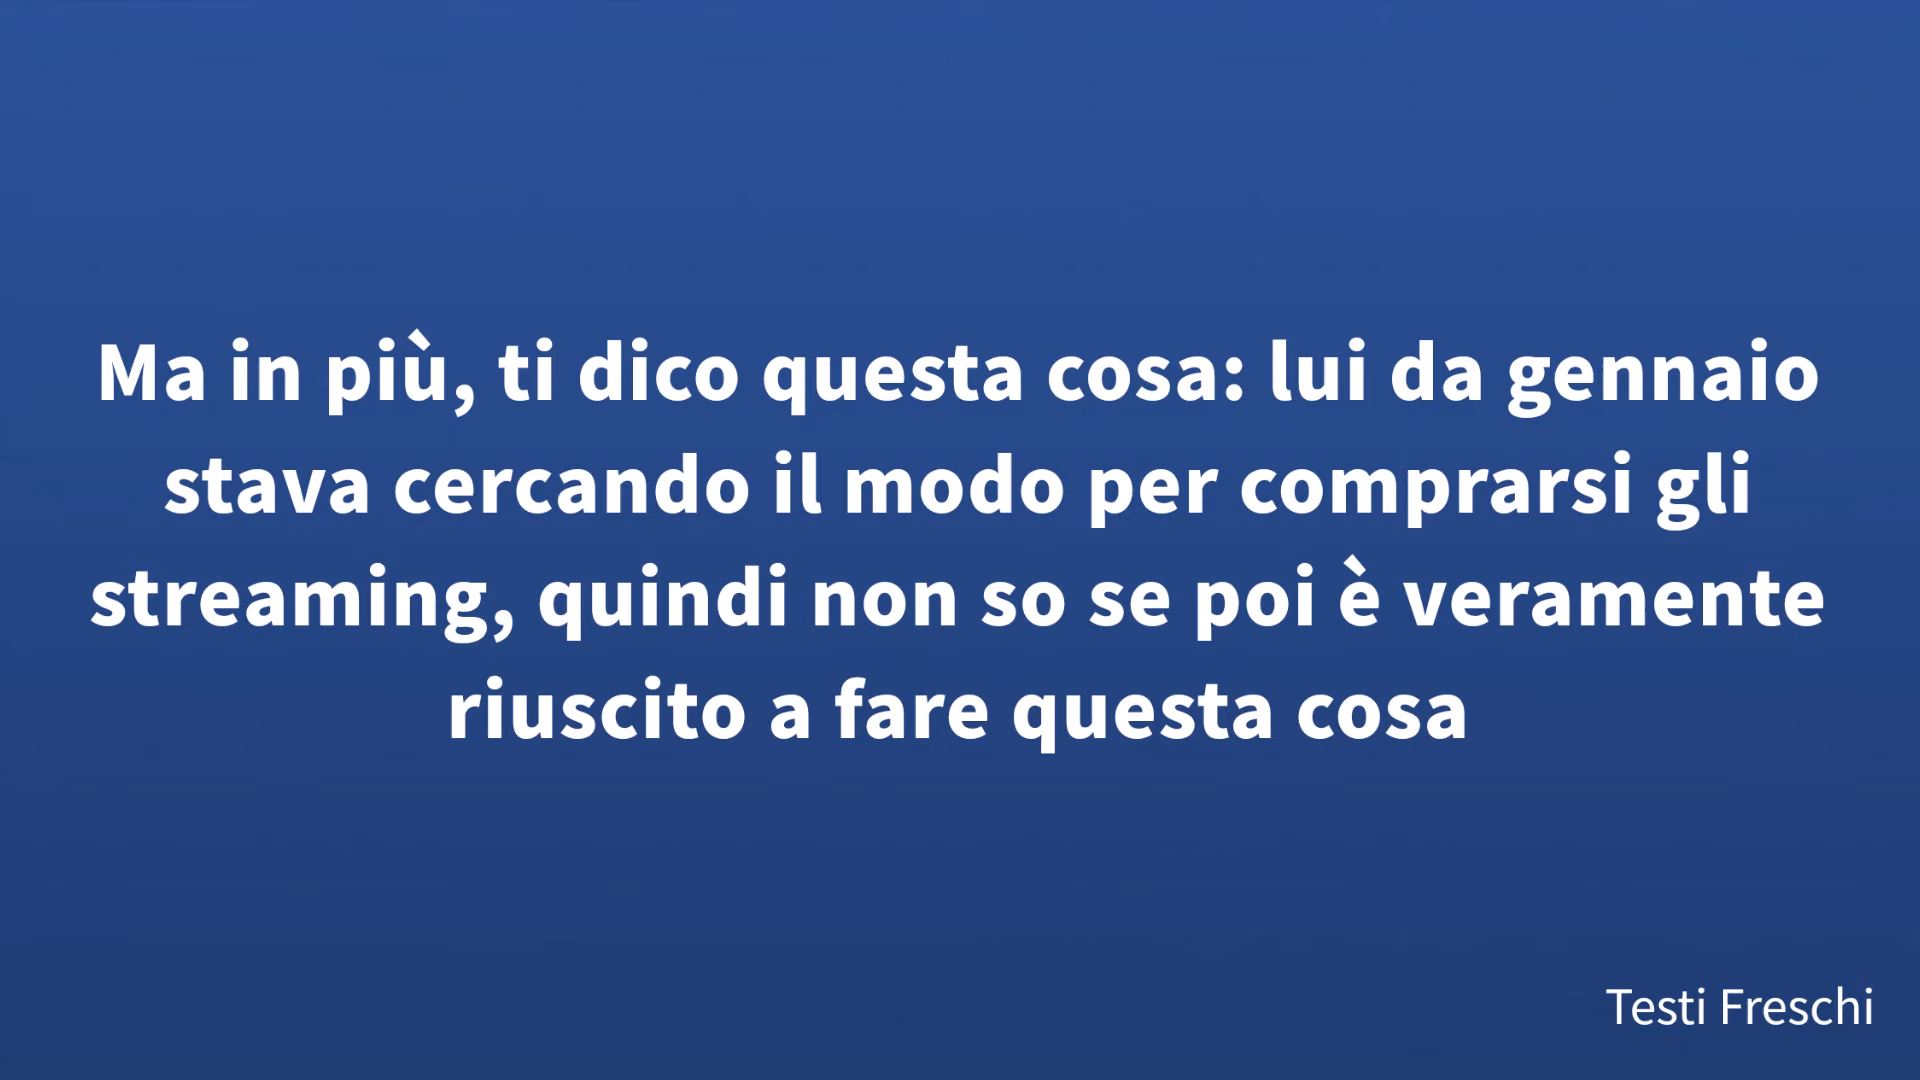 Ma in più, ti dico questa cosa: lui da gennaio
stava cercando il modo per comprarsi gli
streaming, quindi non so se poi è veramente
riuscito a fare questa cosa
Testi Freschi